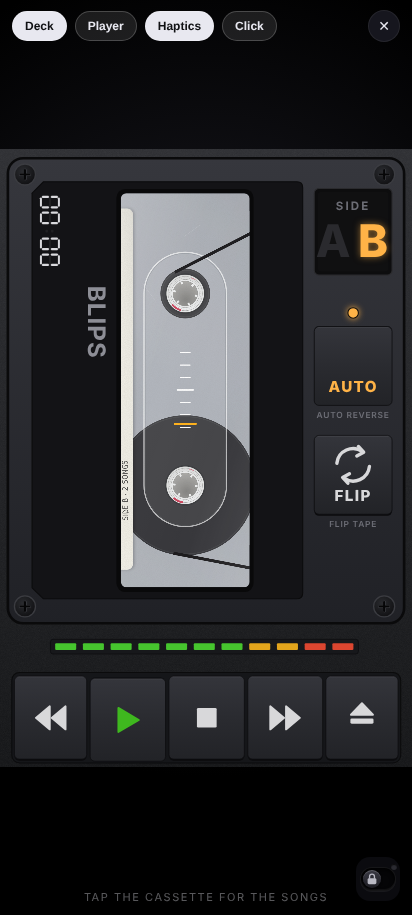 Deck
Player
Haptics
Click
SIDE
A B
88
BLIPS
AUTO
AUTO REVERSE
SIDE B · 2 SONGS
FLIP
FLIP TAPE
TAP THE CASSETTE FOR THE SONGS